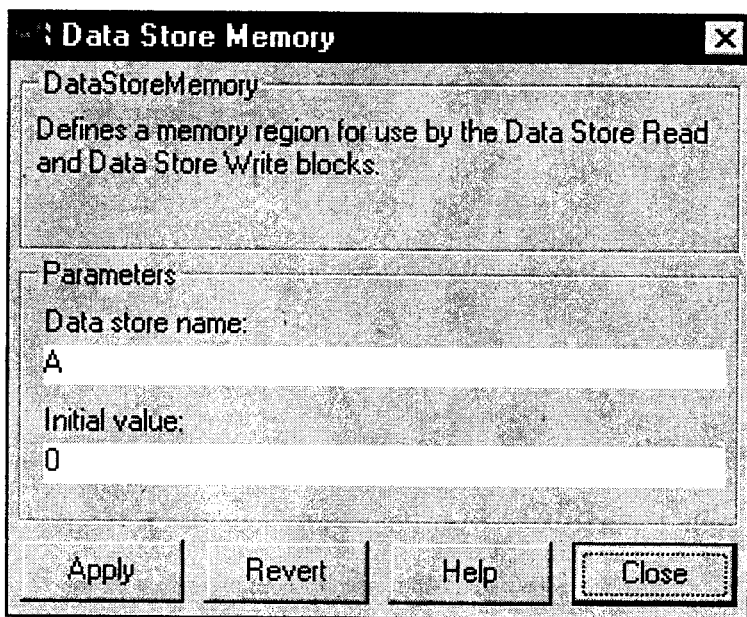 Data Store Memory
DataStoreMemory
Defines a memory region for use by the Data Store Read
and Data Store Write blocks.
Parameters
Data store name:
A
Initial value:
0
Apply Revert Help Close